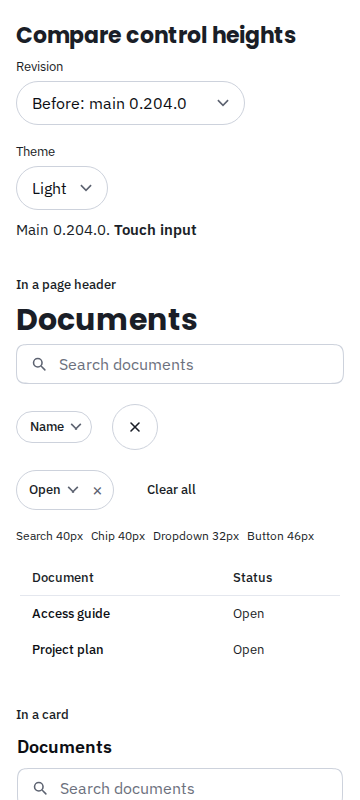 Compare control heights
Revision
Before: main 0.204.0
Theme
Light
Main 0.204.0. Touch input
In a page header
Documents
Search documents
Name
Open
Clear all
Search 40px Chip 40px Dropdown 32px Button 46px
Document Status
Access guide Open
Project plan Open
In a card
Documents
Search documents